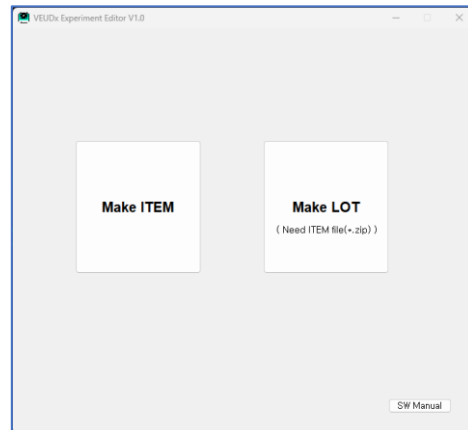 VEUDx Experiment Editor V1.0
Make ITEM
Make LOT
( Need ITEM file(*.zip) )
SW Manual